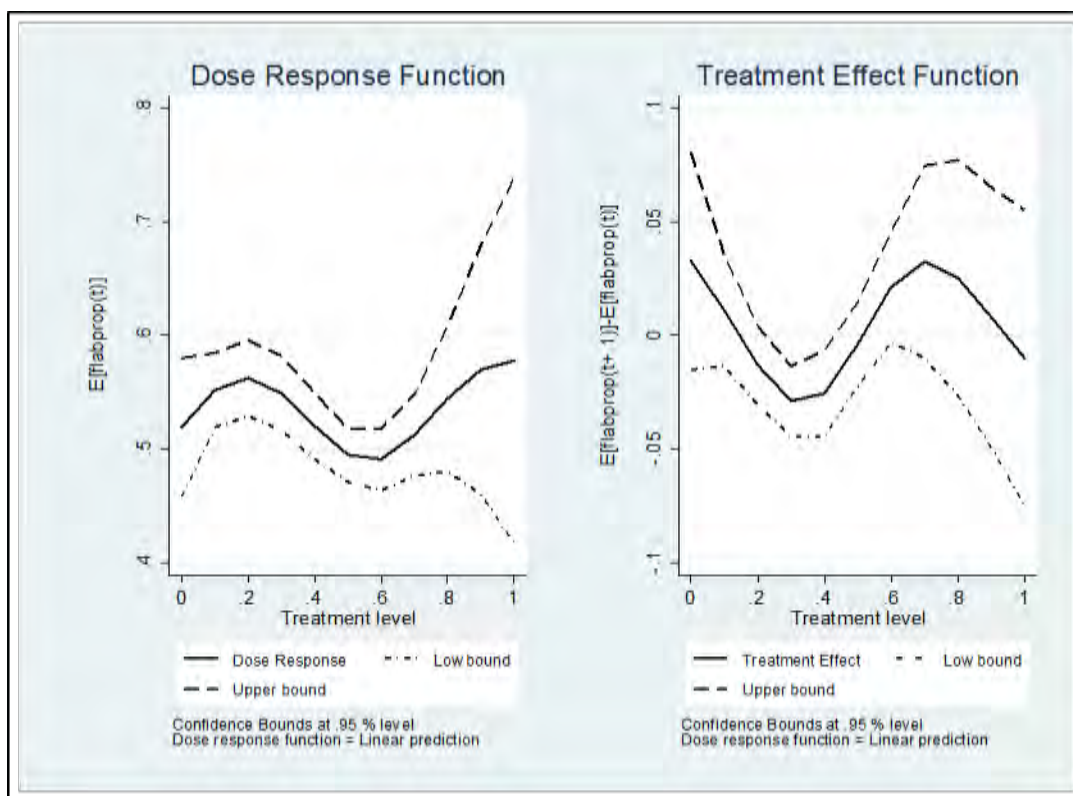 Dose Response Function
.8
.7
.6
.5
.4
E[flabprop(t)]
0 .2 .4 .6 .8 1
Treatment level
Dose Response Low bound
Upper bound
Confidence Bounds at .95 % level
Dose response function = Linear prediction
Treatment Effect Function
.1
.05
0
-.05
-.1
E[flabprop(t+.1)]-E[flabprop(t)]
0 .2 .4 .6 .8 1
Treatment level
Treatment Effect Low bound
Upper bound
Confidence Bounds at .95 % level
Dose response function = Linear prediction